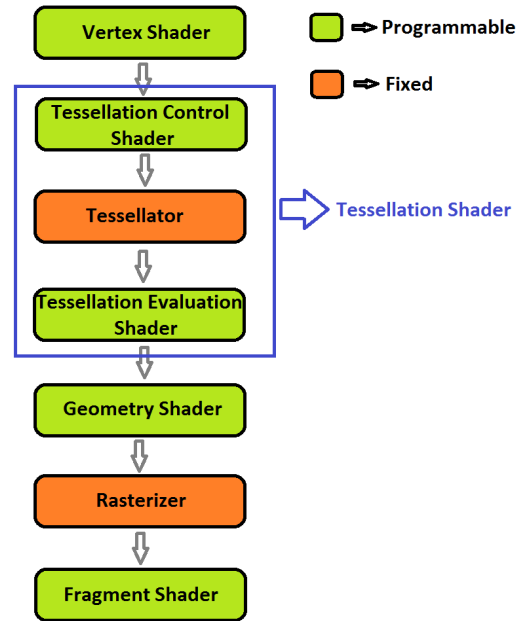 Vertex Shader
Programmable
Fixed
Tessellation Control
Shader
Tessellator
Tessellation Shader
Tessellation Evaluation
Shader
Geometry Shader
Rasterizer
Fragment Shader